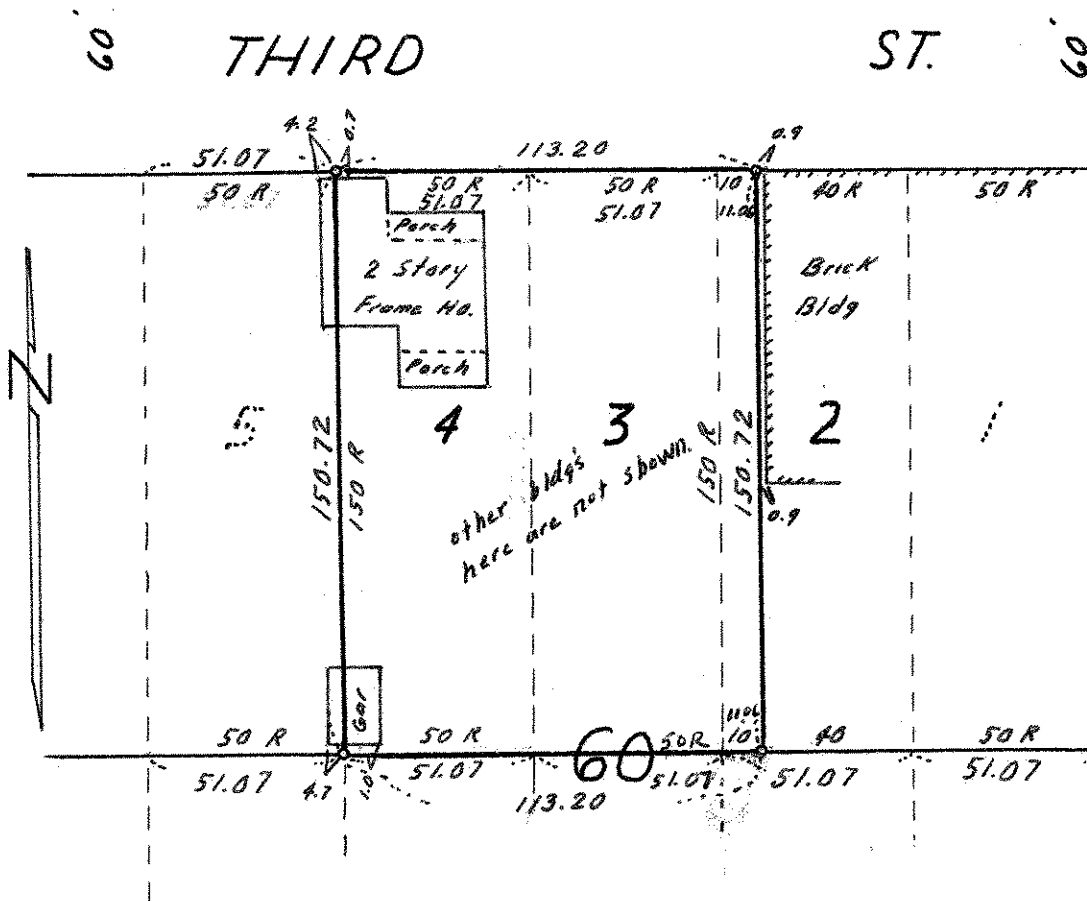 60' THIRD ST. 60'
4.2 0.7 0.9
51.07 113.20
50 R 50 R 50 R 10 40 R 50 R
51.07 51.07 11.06
Porch
2 Story
Frame Ho.
Porch
Brick
Bldg
N
5 4 3 2 1
150.72 150 R 150 R 150.72
other bldg's
here are not shown.
0.9
Gar
11.06
50 R 50 R 60 50R 10 40 50 R
51.07 51.07 51.07 51.07 51.07
4.7 1.0 113.20